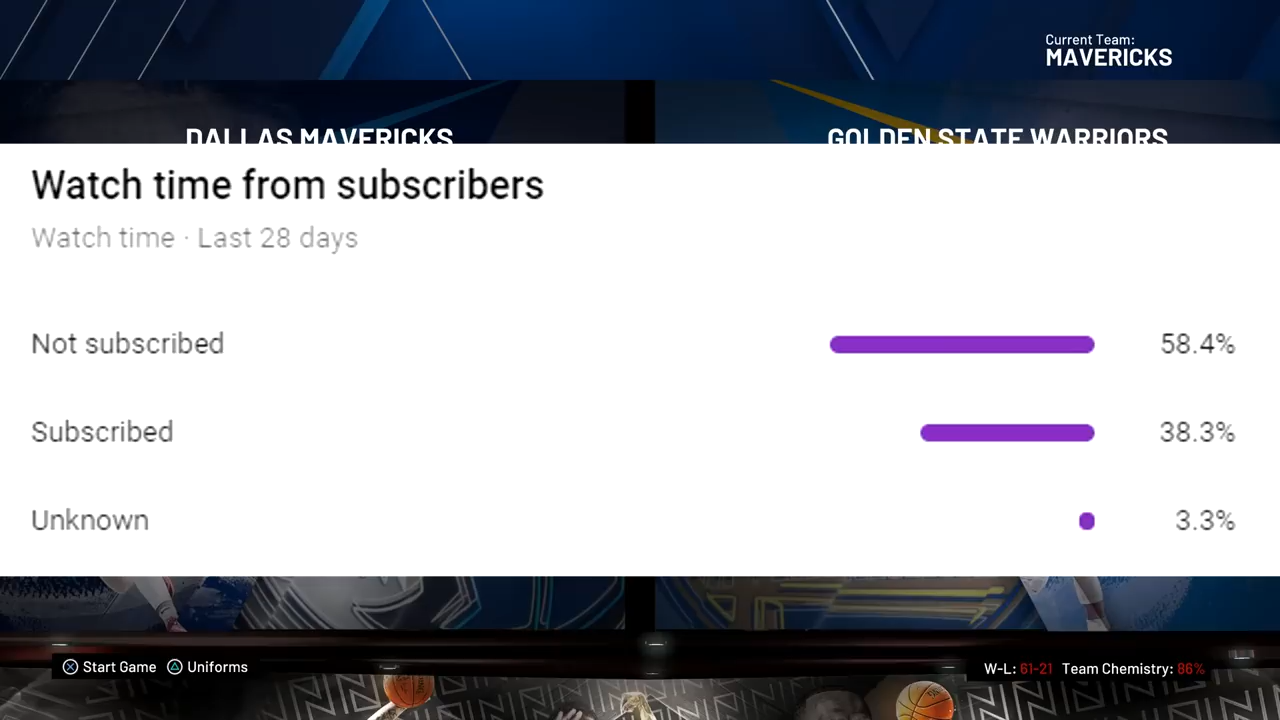 Current Team:
MAVERICKS
DALLAS MAVERICKS
GOLDEN STATE WARRIORS
Watch time from subscribers
Watch time · Last 28 days
Not subscribed
58.4%
Subscribed
38.3%
Unknown
3.3%
Start Game
Uniforms
W-L: 61-21 Team Chemistry: 86%